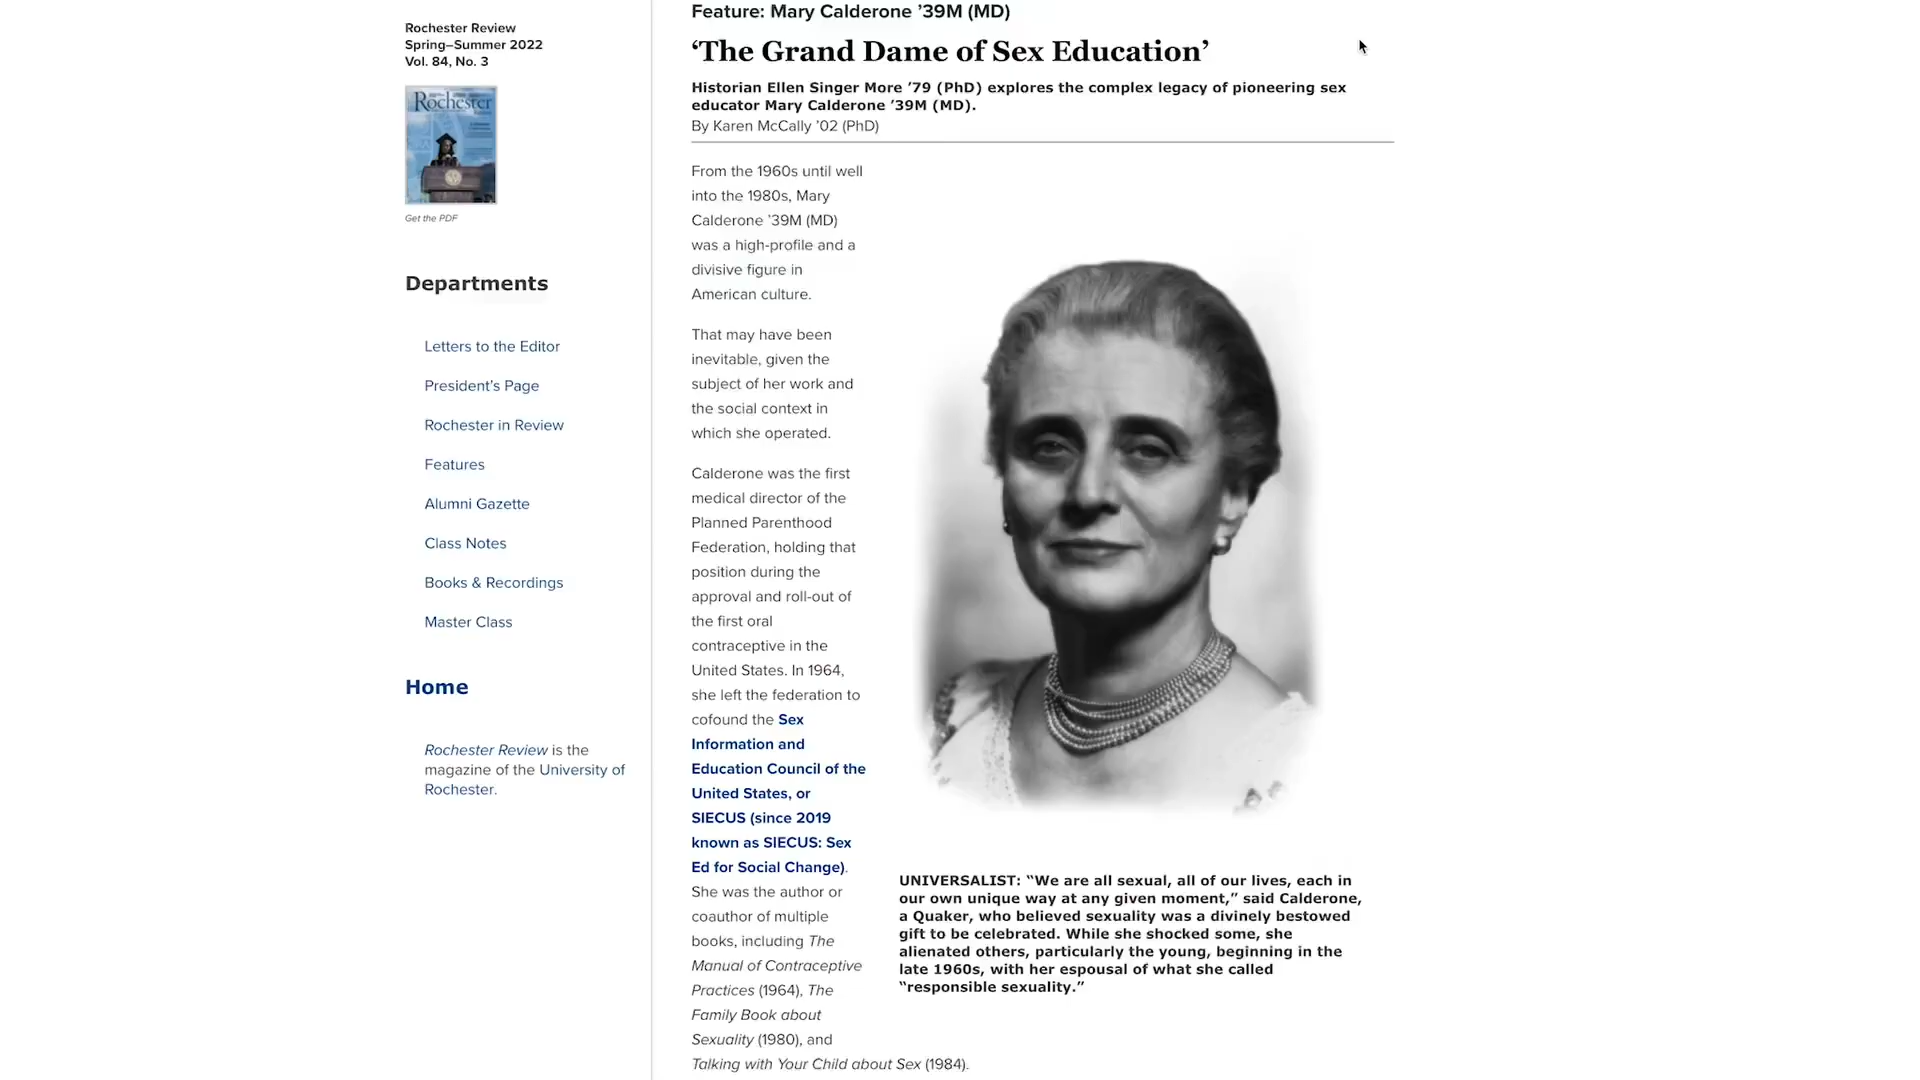 Rochester Review
Spring–Summer 2022
Vol. 84, No. 3
Rochester
Get the PDF
Departments
Letters to the Editor
President’s Page
Rochester in Review
Features
Alumni Gazette
Class Notes
Books & Recordings
Master Class
Home
Rochester Review is the
magazine of the University of
Rochester.
Feature: Mary Calderone ’39M (MD)
‘The Grand Dame of Sex Education’
Historian Ellen Singer More ’79 (PhD) explores the complex legacy of pioneering sex
educator Mary Calderone ’39M (MD).
By Karen McCally ’02 (PhD)
From the 1960s until well
into the 1980s, Mary
Calderone ’39M (MD)
was a high-profile and a
divisive figure in
American culture.
That may have been
inevitable, given the
subject of her work and
the social context in
which she operated.
Calderone was the first
medical director of the
Planned Parenthood
Federation, holding that
position during the
approval and roll-out of
the first oral
contraceptive in the
United States. In 1964,
she left the federation to
cofound the Sex
Information and
Education Council of the
United States, or
SIECUS (since 2019
known as SIECUS: Sex
Ed for Social Change).
She was the author or
coauthor of multiple
books, including The
Manual of Contraceptive
Practices (1964), The
Family Book about
Sexuality (1980), and
Talking with Your Child about Sex (1984).
UNIVERSALIST: “We are all sexual, all of our lives, each in
our own unique way at any given moment,” said Calderone,
a Quaker, who believed sexuality was a divinely bestowed
gift to be celebrated. While she shocked some, she
alienated others, particularly the young, beginning in the
late 1960s, with her espousal of what she called
“responsible sexuality.”